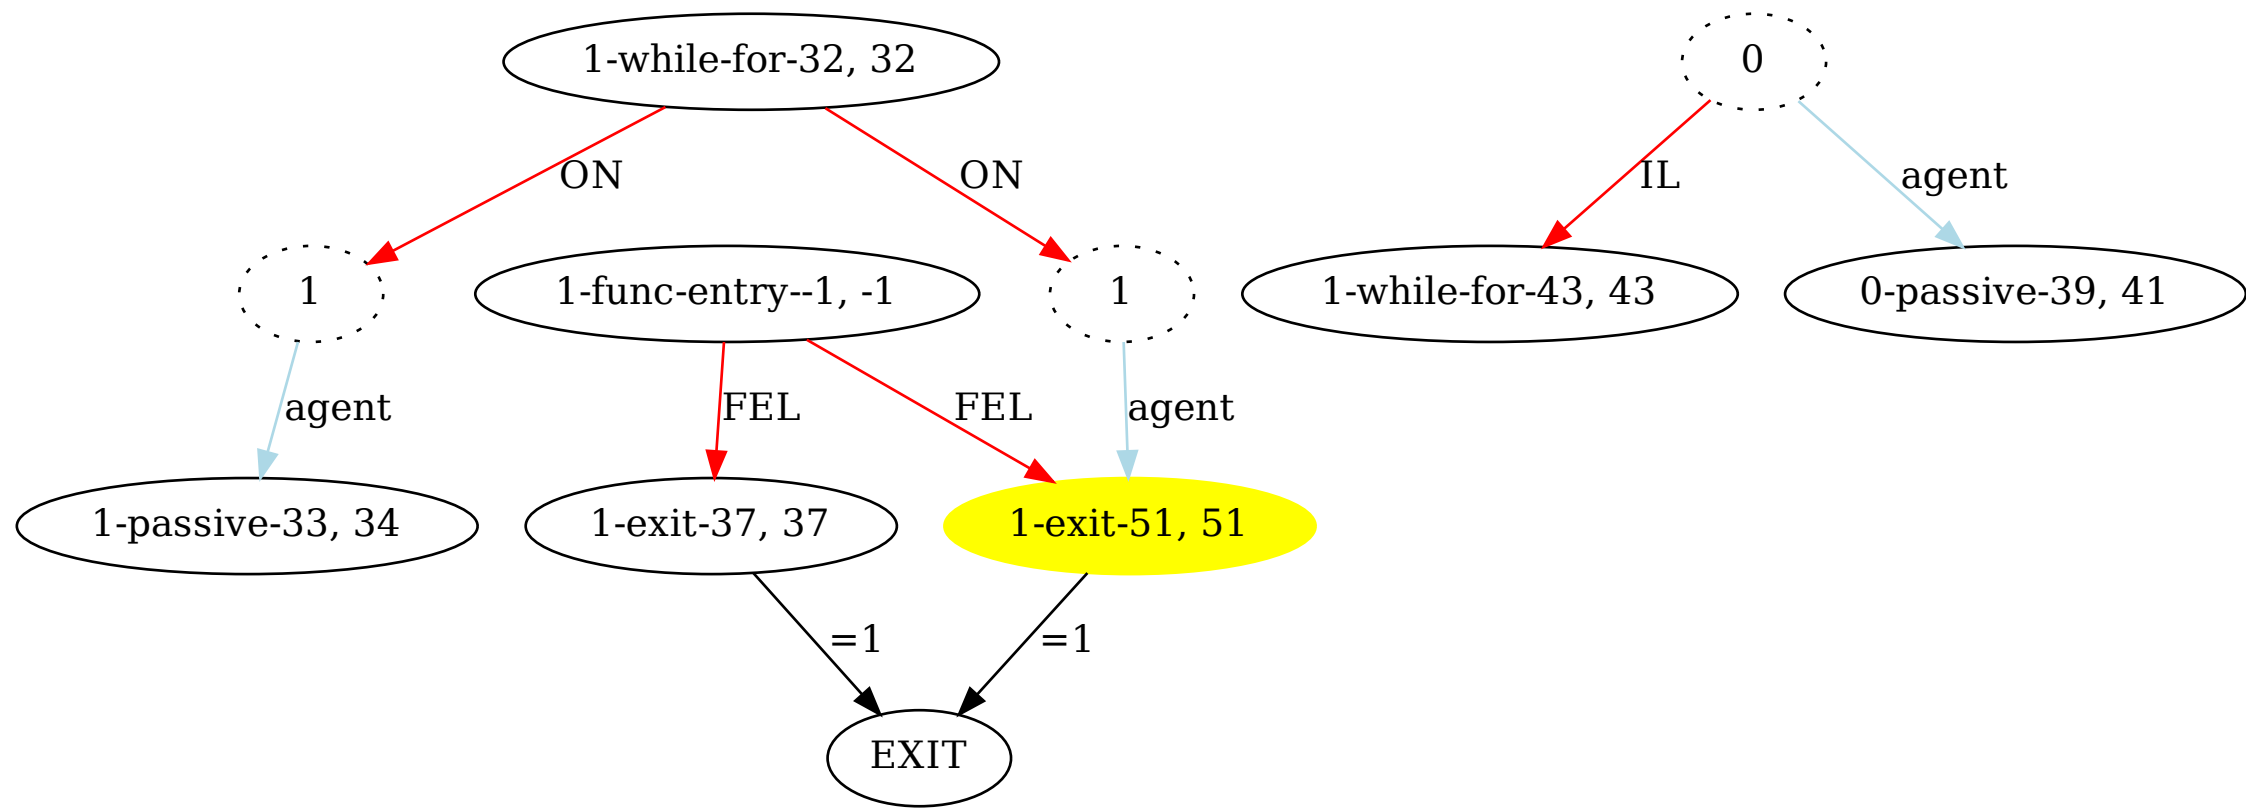 1-while-for-32, 32
0
ON
ON
IL
agent
1
1-func-entry--1, -1
1
1-while-for-43, 43
0-passive-39, 41
agent
FEL
FEL
agent
1-passive-33, 34
1-exit-37, 37
1-exit-51, 51
=1
=1
EXIT